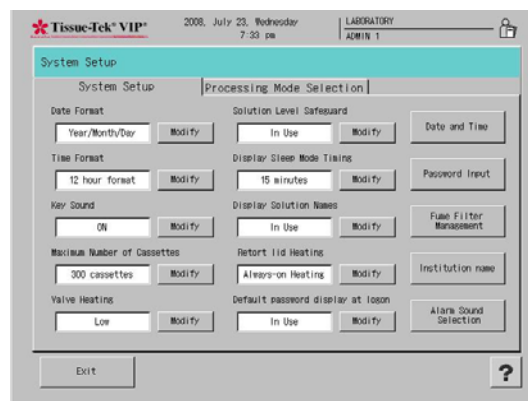 Tissue-Tek® VIP®
2008, July 23, Wednesday
7:33 pm
LABORATORY
ADMIN 1
System Setup
System Setup
Processing Mode Selection
Date Format
Year/Month/Day
Modify
Time Format
12 hour format
Modify
Key Sound
ON
Modify
Maximum Number of Cassettes
300 cassettes
Modify
Valve Heating
Low
Modify
Solution Level Safeguard
In Use
Modify
Display Sleep Mode Timing
15 minutes
Modify
Display Solution Names
In Use
Modify
Retort lid Heating
Always-on Heating
Modify
Default password display at logon
In Use
Modify
Date and Time
Password Input
Fume Filter
Management
Institution name
Alarm Sound
Selection
Exit
?